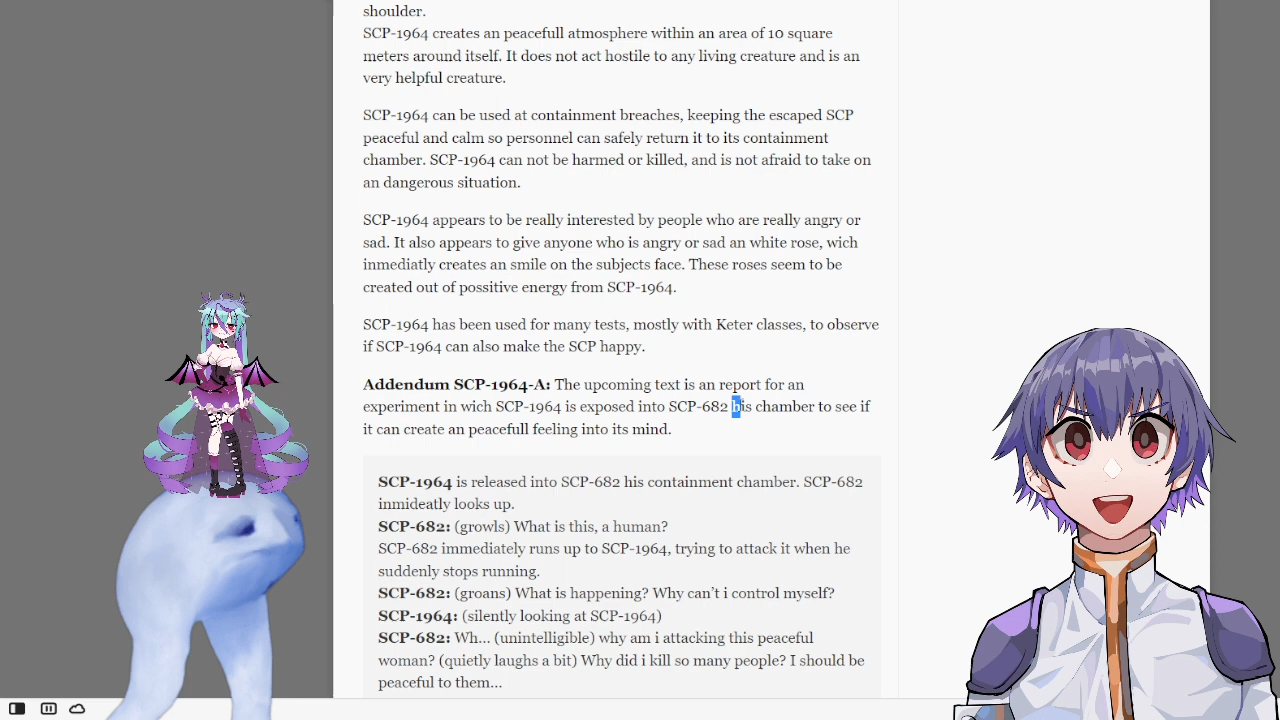 shoulder.
SCP-1964 creates an peacefull atmosphere within an area of 10 square
meters around itself. It does not act hostile to any living creature and is an
very helpful creature.
SCP-1964 can be used at containment breaches, keeping the escaped SCP
peaceful and calm so personnel can safely return it to its containment
chamber. SCP-1964 can not be harmed or killed, and is not afraid to take on
an dangerous situation.
SCP-1964 appears to be really interested by people who are really angry or
sad. It also appears to give anyone who is angry or sad an white rose, wich
inmediatly creates an smile on the subjects face. These roses seem to be
created out of possitive energy from SCP-1964.
SCP-1964 has been used for many tests, mostly with Keter classes, to observe
if SCP-1964 can also make the SCP happy.
Addendum SCP-1964-A: The upcoming text is an report for an
experiment in wich SCP-1964 is exposed into SCP-682 his chamber to see if
it can create an peacefull feeling into its mind.
SCP-1964 is released into SCP-682 his containment chamber. SCP-682
inmideatly looks up.
SCP-682: (growls) What is this, a human?
SCP-682 immediately runs up to SCP-1964, trying to attack it when he
suddenly stops running.
SCP-682: (groans) What is happening? Why can't i control myself?
SCP-1964: (silently looking at SCP-1964)
SCP-682: Wh... (unintelligible) why am i attacking this peaceful
woman? (quietly laughs a bit) Why did i kill so many people? I should be
peaceful to them...